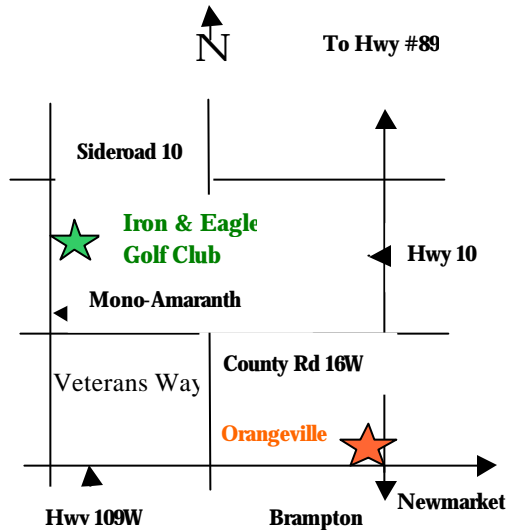 N
To Hwy #89
Sideroad 10
Iron & Eagle
Golf Club
Hwy 10
Mono-Amaranth
County Rd 16W
Veterans Way
Orangeville
Newmarket
Hwy 109W
Brampton